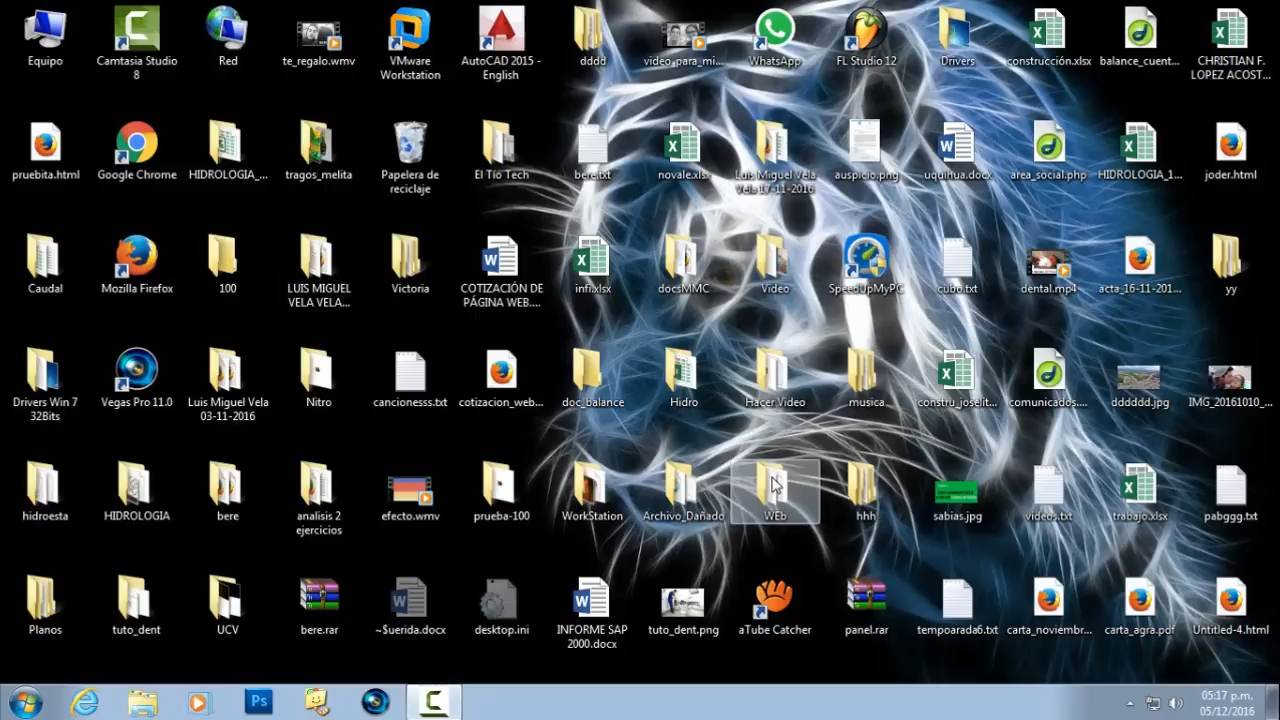 Equipo
Camtasia Studio
8
Red
te_regalo.wmv
VMware
Workstation
AutoCAD 2015 -
English
dddd
video_para_mi...
WhatsApp
FL Studio 12
Drivers
construcción.xlsx
balance_cuent...
CHRISTIAN F.
LOPEZ ACOST...
pruebita.html
Google Chrome
HIDROLOGIA_...
tragos_melita
Papelera de
reciclaje
El Tío Tech
bere.txt
novale.xlsx
Luis Miguel Vela
Vela 17-11-2016
auspicio.png
uquihua.docx
area_social.php
HIDROLOGIA_1...
joder.html
Caudal
Mozilla Firefox
100
LUIS MIGUEL
VELA VELA...
Victoria
COTIZACIÓN DE
PÁGINA WEB....
infi.xlsx
docsMMC
Video
SpeedUpMyPC
cubo.txt
dental.mp4
acta_16-11-201...
yy
Drivers Win 7
32Bits
Vegas Pro 11.0
Luis Miguel Vela
03-11-2016
Nitro
cancionesss.txt
cotizacion_web...
doc_balance
Hidro
Hacer Video
musica
constru_joselit...
comunicados....
dddddd.jpg
IMG_20161010_...
hidroesta
HIDROLOGIA
bere
analisis 2
ejercicios
efecto.wmv
prueba-100
WorkStation
Archivo_Dañado
WEb
hhh
sabias.jpg
videos.txt
trabajo.xlsx
pabggg.txt
Planos
tuto_dent
UCV
bere.rar
~$uerida.docx
desktop.ini
INFORME SAP
2000.docx
tuto_dent.png
aTube Catcher
panel.rar
tempoarada6.txt
carta_noviembr...
carta_agra.pdf
Untitled-4.html
Ps
05:17 p.m.
05/12/2016